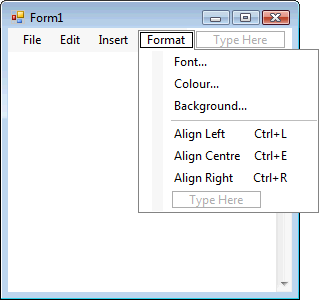 Form1
File Edit Insert Format Type Here
Font...
Colour...
Background...
Align Left Ctrl+L
Align Centre Ctrl+E
Align Right Ctrl+R
Type Here